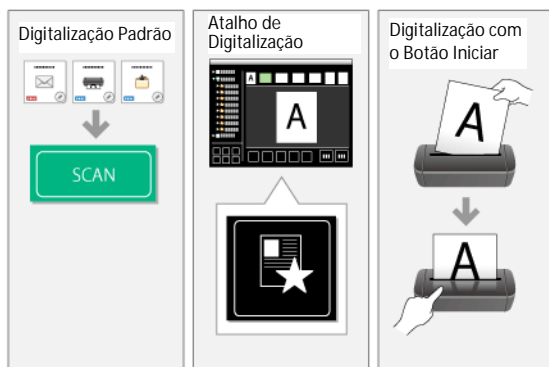 Digitalização Padrão
SCAN
Atalho de
Digitalização
A
A
Digitalização com
o Botão Iniciar
A
A